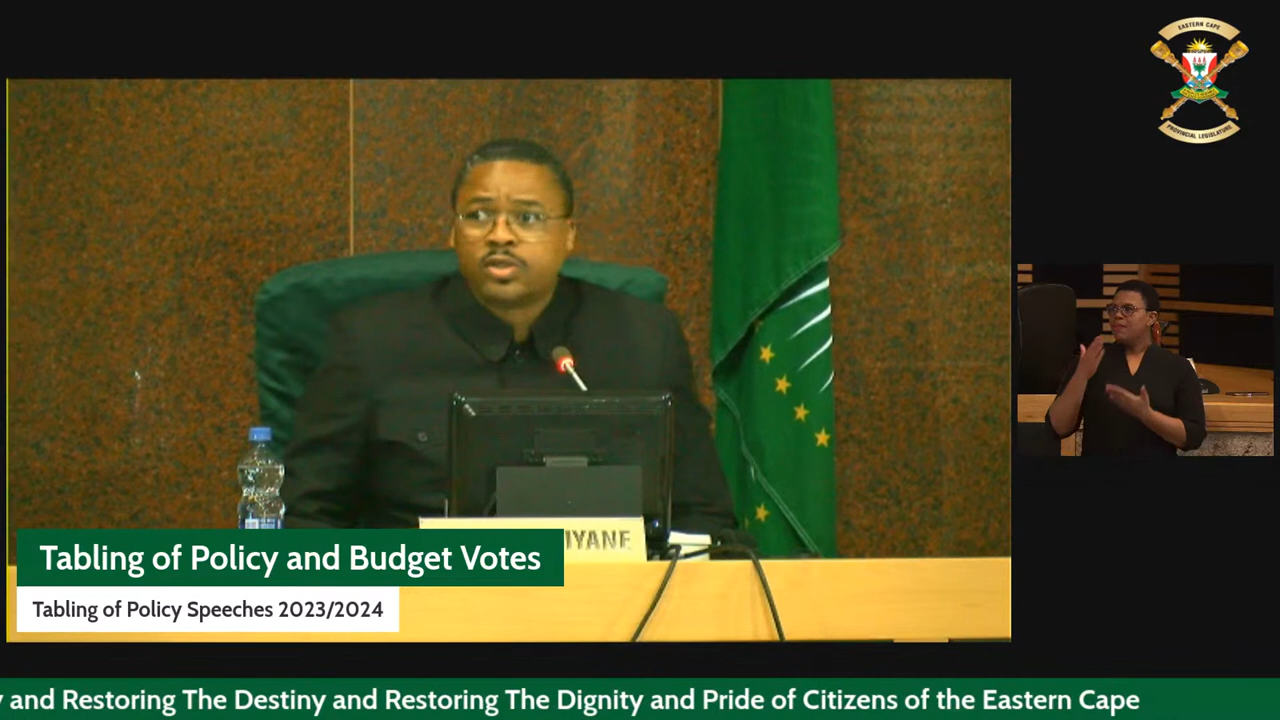 EASTERN CAPE
PROVINCIAL LEGISLATURE
IYANE
Tabling of Policy and Budget Votes
Tabling of Policy Speeches 2023/2024
and Restoring The Destiny and Restoring The Dignity and Pride of Citizens of the Eastern Cape